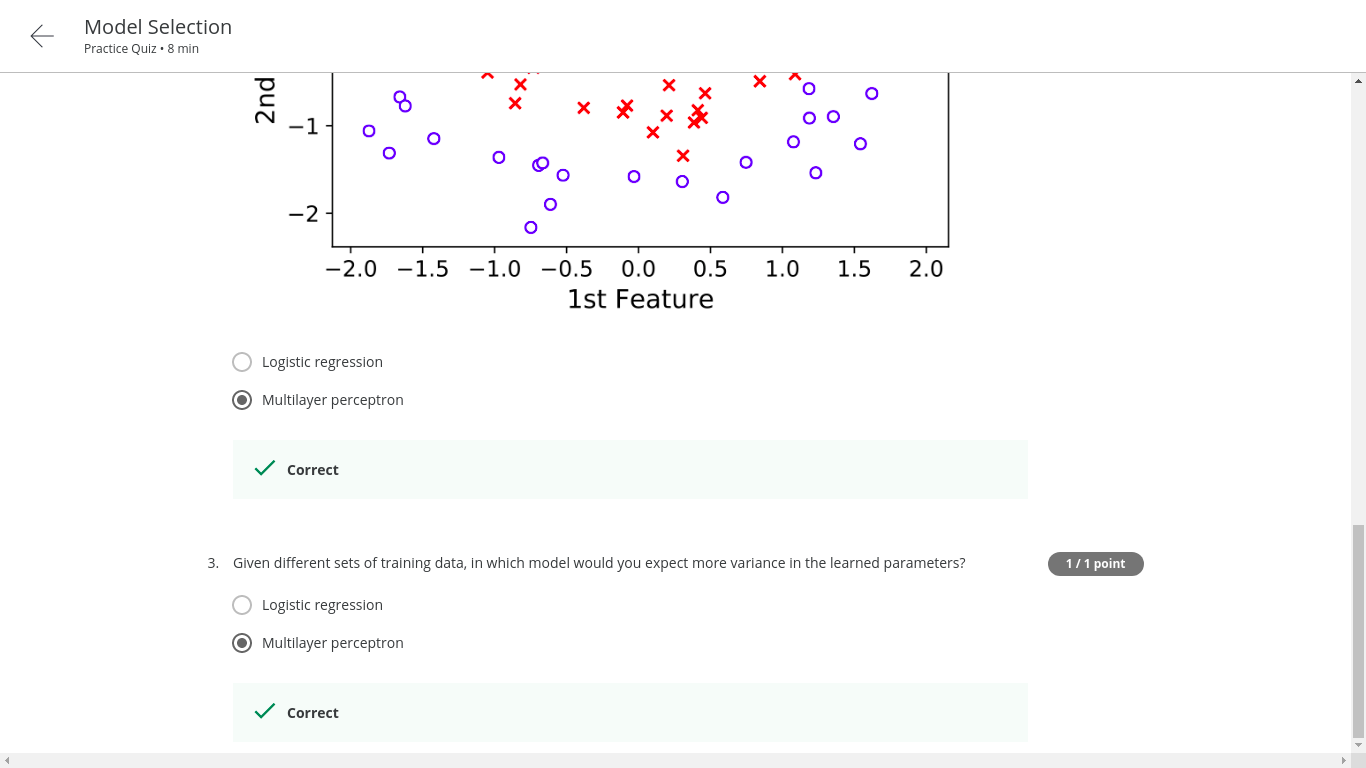 Model Selection
Practice Quiz • 8 min
2nd
−1
−2
−2.0 −1.5 −1.0 −0.5 0.0 0.5 1.0 1.5 2.0
1st Feature
Logistic regression
Multilayer perceptron
Correct
3. Given different sets of training data, in which model would you expect more variance in the learned parameters?
1 / 1 point
Logistic regression
Multilayer perceptron
Correct